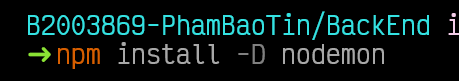 B2003869-PhamBaoTin/BackEnd i
➜npm install -D nodemon